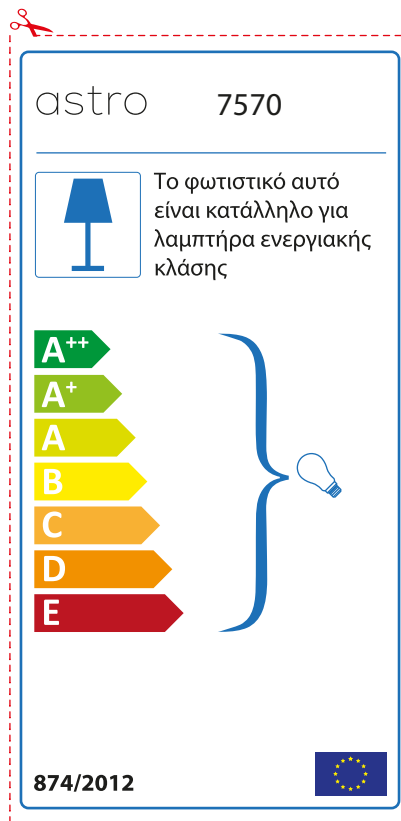 astro 7570
Το φωτιστικό αυτό
είναι κατάλληλο για
λαμπτήρα ενεργιακής
κλάσης
A++
A+
A
B
C
D
E
874/2012